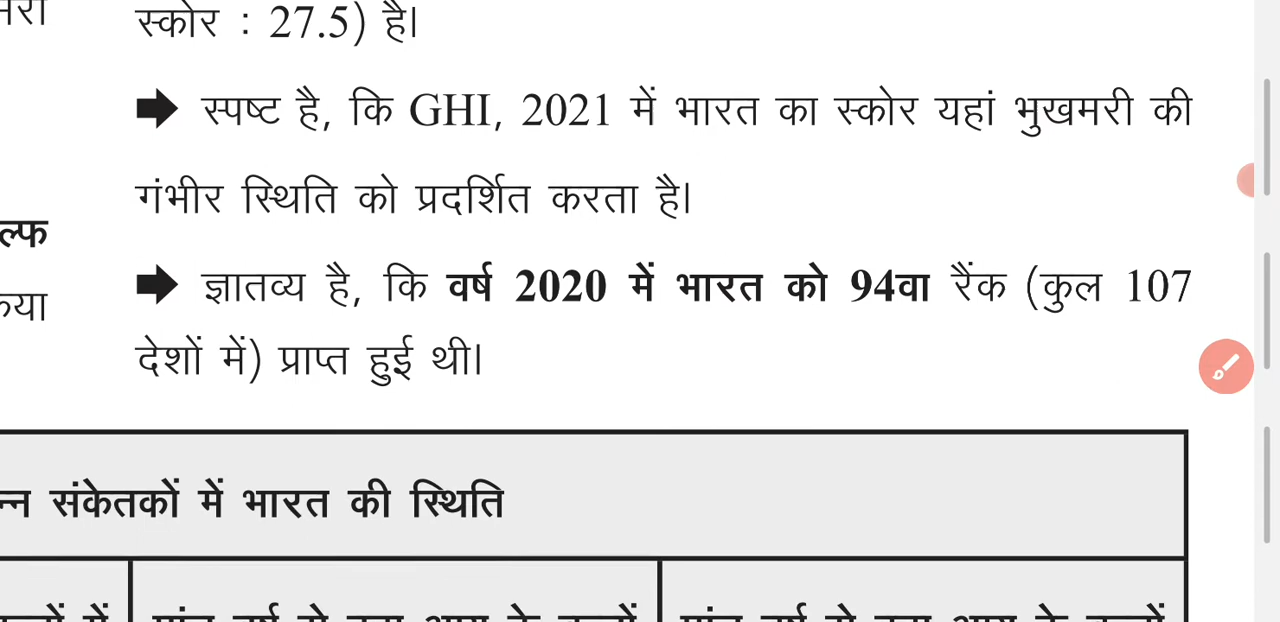 स्कोर : 27.5) है।
➡ स्पष्ट है, कि GHI, 2021 में भारत का स्कोर यहां भुखमरी की
गंभीर स्थिति को प्रदर्शित करता है।
ल्फ
➡ ज्ञातव्य है, कि वर्ष 2020 में भारत को 94वा रैंक (कुल 107
देशों में) प्राप्त हुई थी।
संकेतकों में भारत की स्थिति